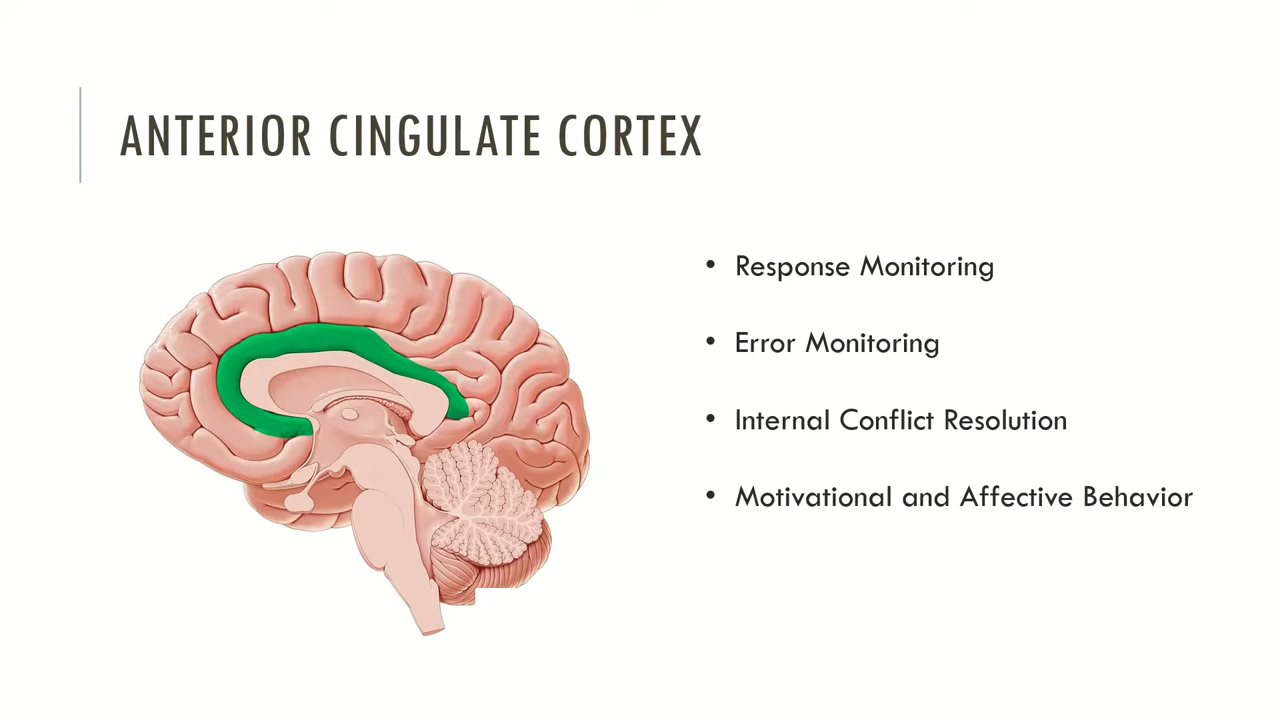 ANTERIOR CINGULATE CORTEX
• Response Monitoring
• Error Monitoring
• Internal Conflict Resolution
• Motivational and Affective Behavior